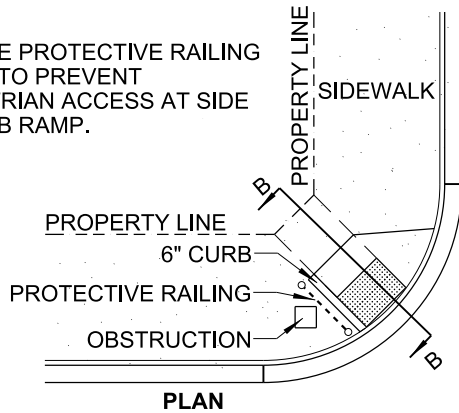 E PROTECTIVE RAILING
TO PREVENT
RIAN ACCESS AT SIDE
B RAMP.
PROPERTY LINE
SIDEWALK
B
PROPERTY LINE
6" CURB
PROTECTIVE RAILING
OBSTRUCTION
B
PLAN